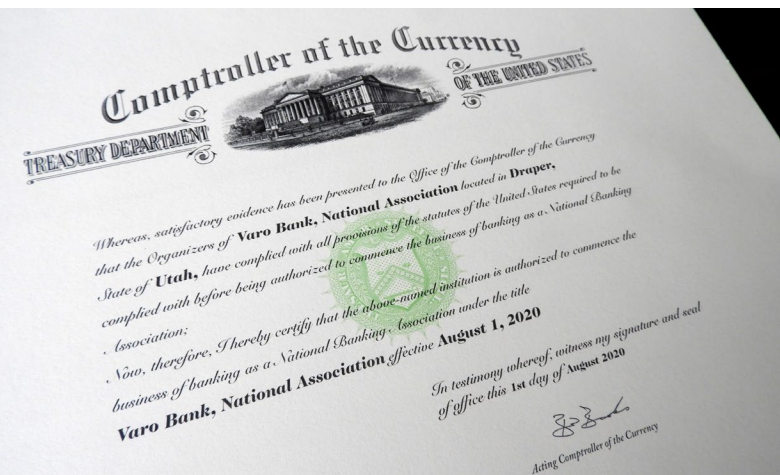 Comptroller of the Currency
TREASURY DEPARTMENT
OF THE UNITED STATES
Whereas, satisfactory evidence has been presented to the Office of the Comptroller of the Currency
that the Organizers of Varo Bank, National Association located in Draper,
State of Utah, have complied with all provisions of the statutes of the United States required to be
complied with before being authorized to commence the business of banking as a National Banking
Association;
Now, therefore, I hereby certify that the above-named institution is authorized to commence the
business of banking as a National Banking Association under the title
Varo Bank, National Association effective August 1, 2020
In testimony whereof, witness my signature and seal
of office this 1st day of August 2020
Acting Comptroller of the Currency